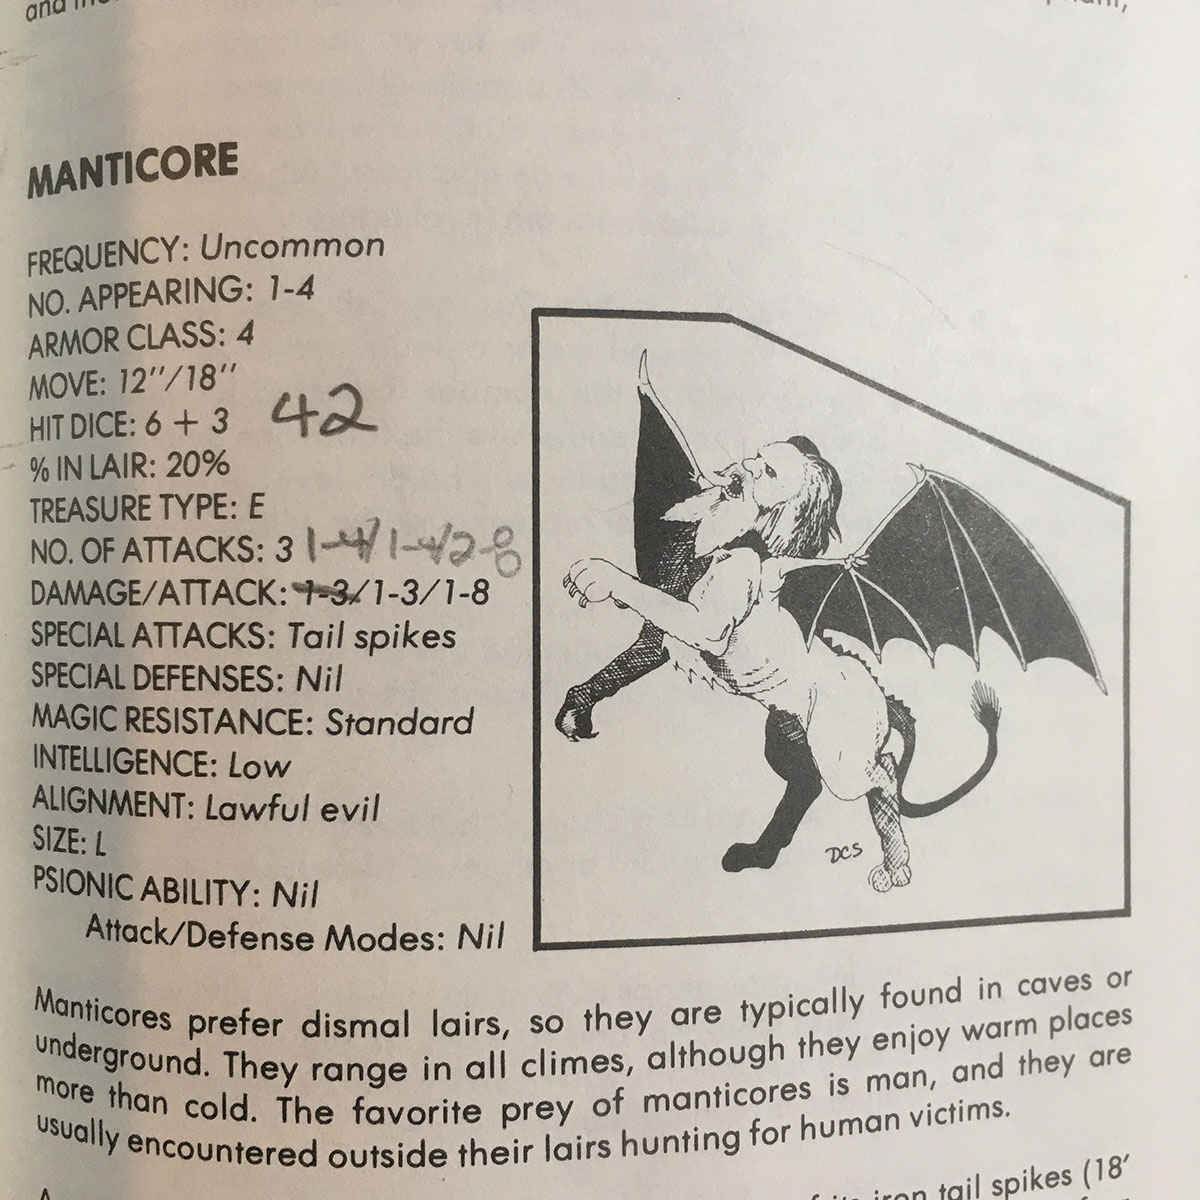 MANTICORE
FREQUENCY: Uncommon
NO. APPEARING: 1-4
ARMOR CLASS: 4
MOVE: 12"/18"
HIT DICE: 6 + 3 42
% IN LAIR: 20%
TREASURE TYPE: E
NO. OF ATTACKS: 3 1-4/1-4/2-8
DAMAGE/ATTACK: 1-3/1-3/1-8
SPECIAL ATTACKS: Tail spikes
SPECIAL DEFENSES: Nil
MAGIC RESISTANCE: Standard
INTELLIGENCE: Low
ALIGNMENT: Lawful evil
SIZE: L
PSIONIC ABILITY: Nil
Attack/Defense Modes: Nil
DCS
Manticores prefer dismal lairs, so they are typically found in caves or
underground. They range in all climes, although they enjoy warm places
more than cold. The favorite prey of manticores is man, and they are
usually encountered outside their lairs hunting for human victims.
iron tail spikes (18'